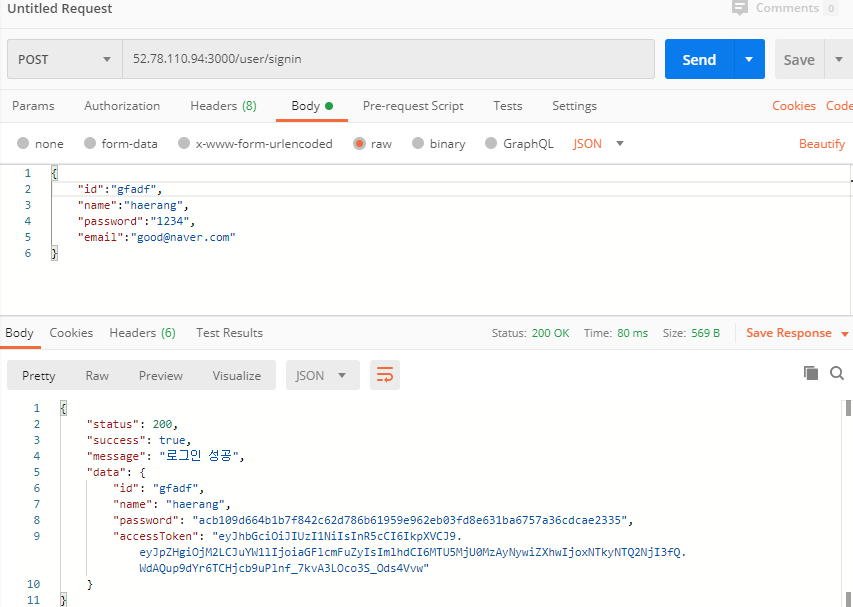 Untitled Request
Comments 0
POST 52.78.110.94:3000/user/signin Send Save
Params Authorization Headers (8) Body Pre-request Script Tests Settings Cookies Code
none form-data x-www-form-urlencoded raw binary GraphQL JSON Beautify
1 {
2 "id":"gfadf",
3 "name":"haerang",
4 "password":"1234",
5 "email":"good@naver.com"
6 }
Body Cookies Headers (6) Test Results Status: 200 OK Time: 80 ms Size: 569 B Save Response
Pretty Raw Preview Visualize JSON
1 {
2 "status": 200,
3 "success": true,
4 "message": "로그인 성공",
5 "data": {
6 "id": "gfadf",
7 "name": "haerang",
8 "password": "acb109d664b1b7f842c62d786b61959e962eb03fd8e631ba6757a36cdcae2335",
9 "accessToken": "eyJhbGciOiJIUzI1NiIsInR5cCI6IkpXVCJ9.
eyJpZHgiOjM2LCJuYW1lIjoiaGFlcmFuZyIsImlhdCI6MTU5MjU0MzAyNywiZXhwIjoxNTkyNTQ2NjI3fQ.
WdAQup9dYr6TCHjcb9uPlnf_7kvA3LOco3S_Ods4Vvw"
10 }
11 }